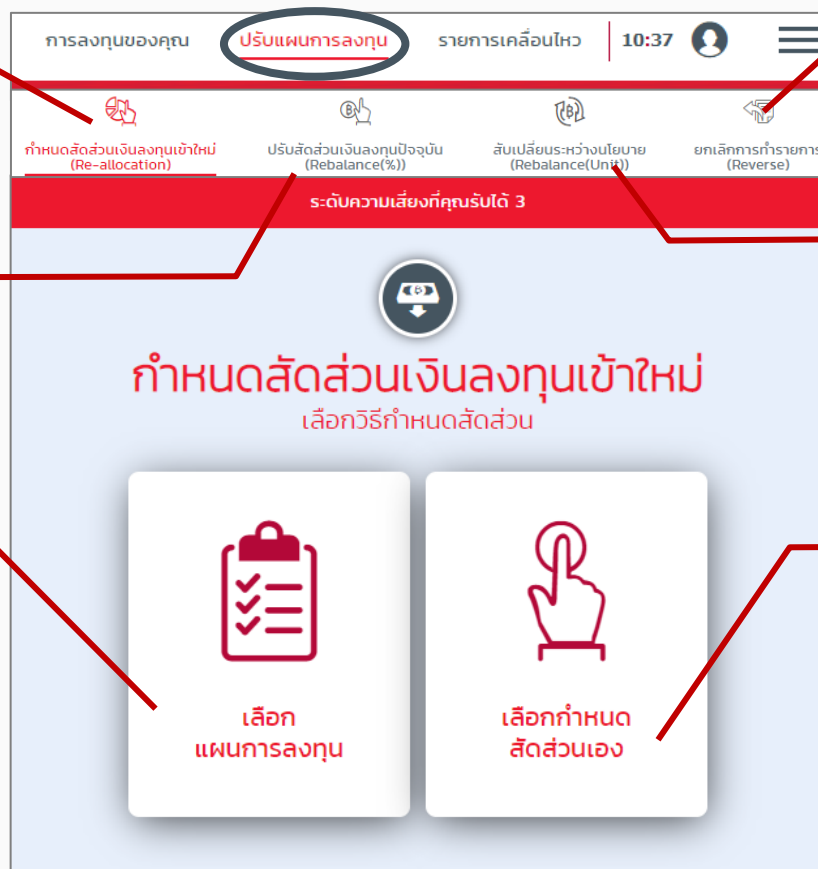 การลงทุนของคุณ ปรับแผนการลงทุน รายการเคลื่อนไหว 10:37
กำหนดสัดส่วนเงินลงทุนเข้าใหม่
(Re-allocation)
ปรับสัดส่วนเงินลงทุนปัจจุบัน
(Rebalance(%))
สับเปลี่ยนระหว่างนโยบาย
(Rebalance(Unit))
ยกเลิกการทำรายการ
(Reverse)
ระดับความเสี่ยงที่คุณรับได้ 3
กำหนดสัดส่วนเงินลงทุนเข้าใหม่
เลือกวิธีกำหนดสัดส่วน
เลือก
แผนการลงทุน
เลือกกำหนด
สัดส่วนเอง